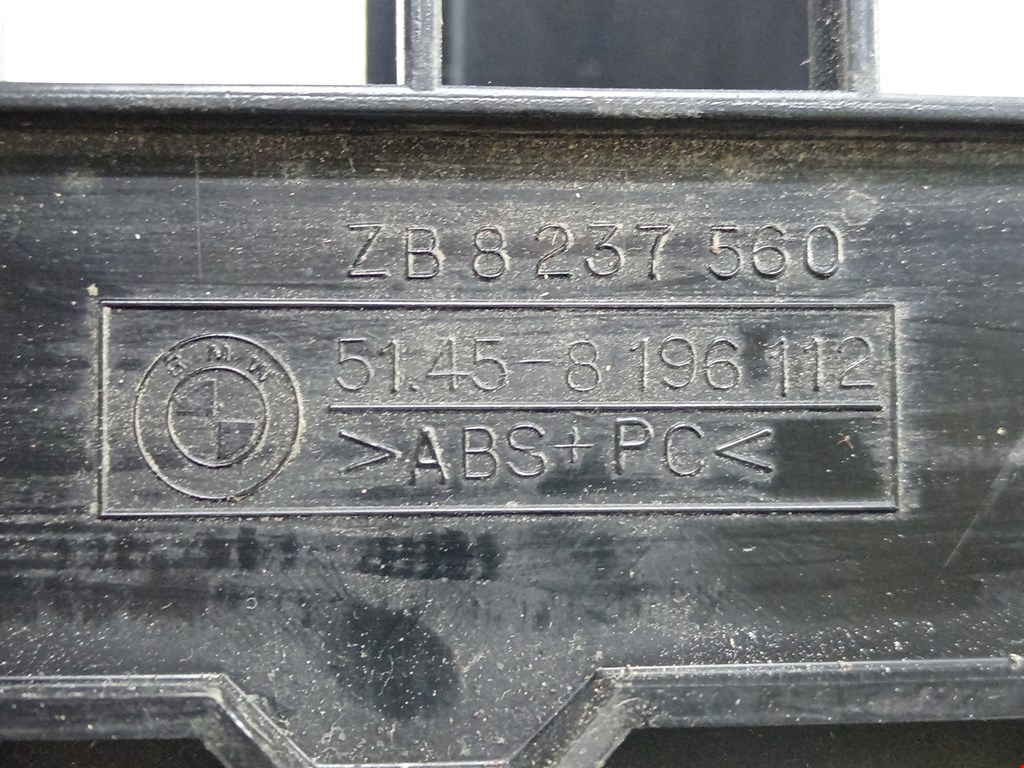 ZB 8 237 560
BMW
51.45-8 196 112
>ABS+PC<